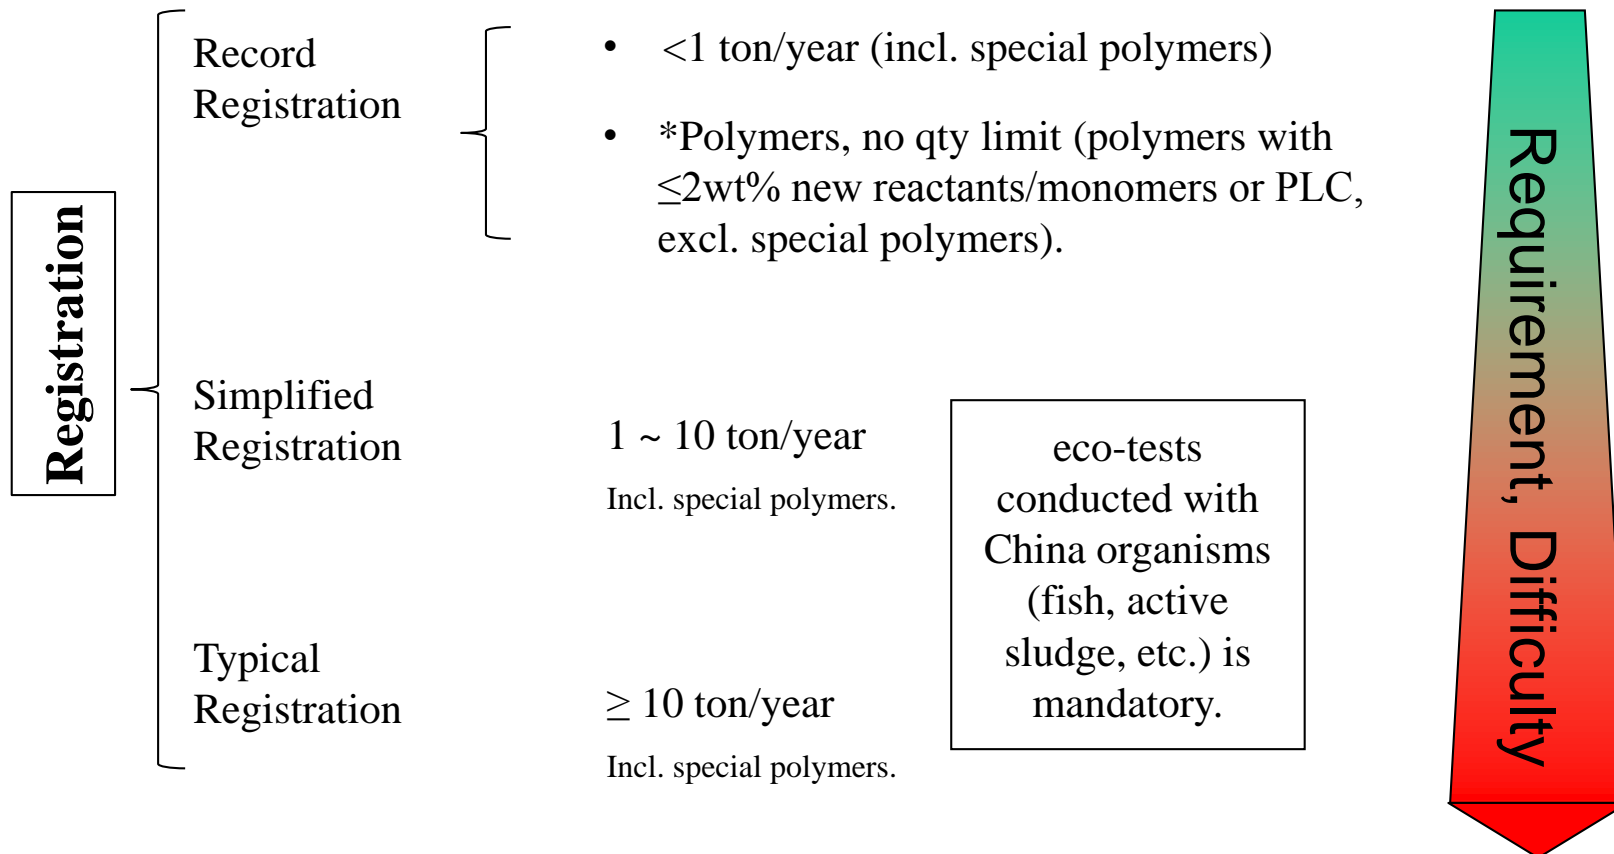 Registration
Record
Registration
• <1 ton/year (incl. special polymers)
• *Polymers, no qty limit (polymers with
≤2wt% new reactants/monomers or PLC,
excl. special polymers).
Simplified
Registration
1 ~ 10 ton/year
Incl. special polymers.
Typical
Registration
≥ 10 ton/year
Incl. special polymers.
eco-tests
conducted with
China organisms
(fish, active
sludge, etc.) is
mandatory.
Requirement, Difficulty